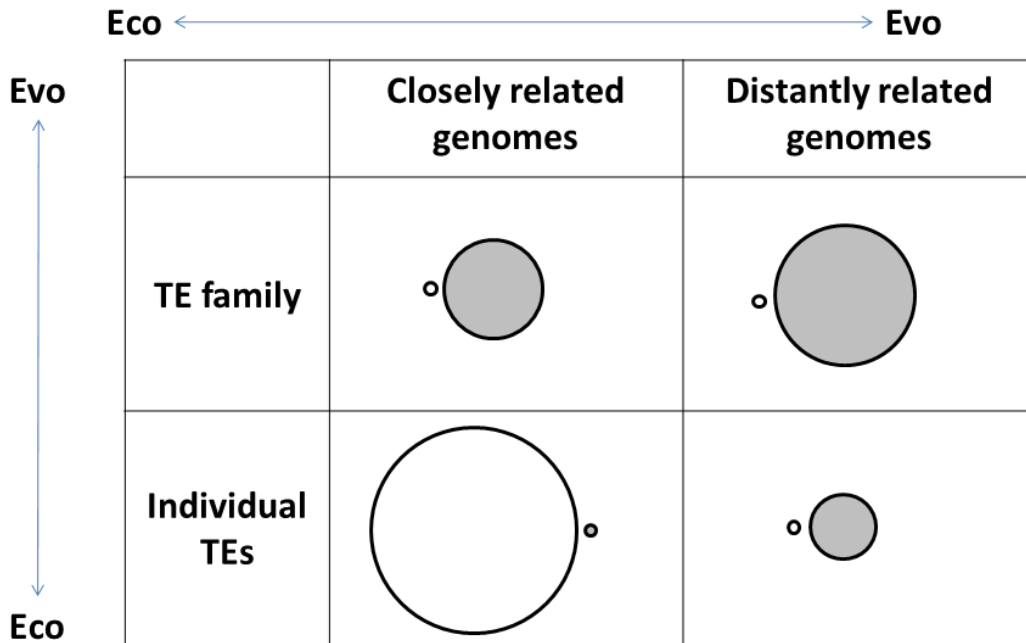 Eco
Evo
Evo
Closely related
genomes
Distantly related
genomes
TE family
Individual
TEs
Eco